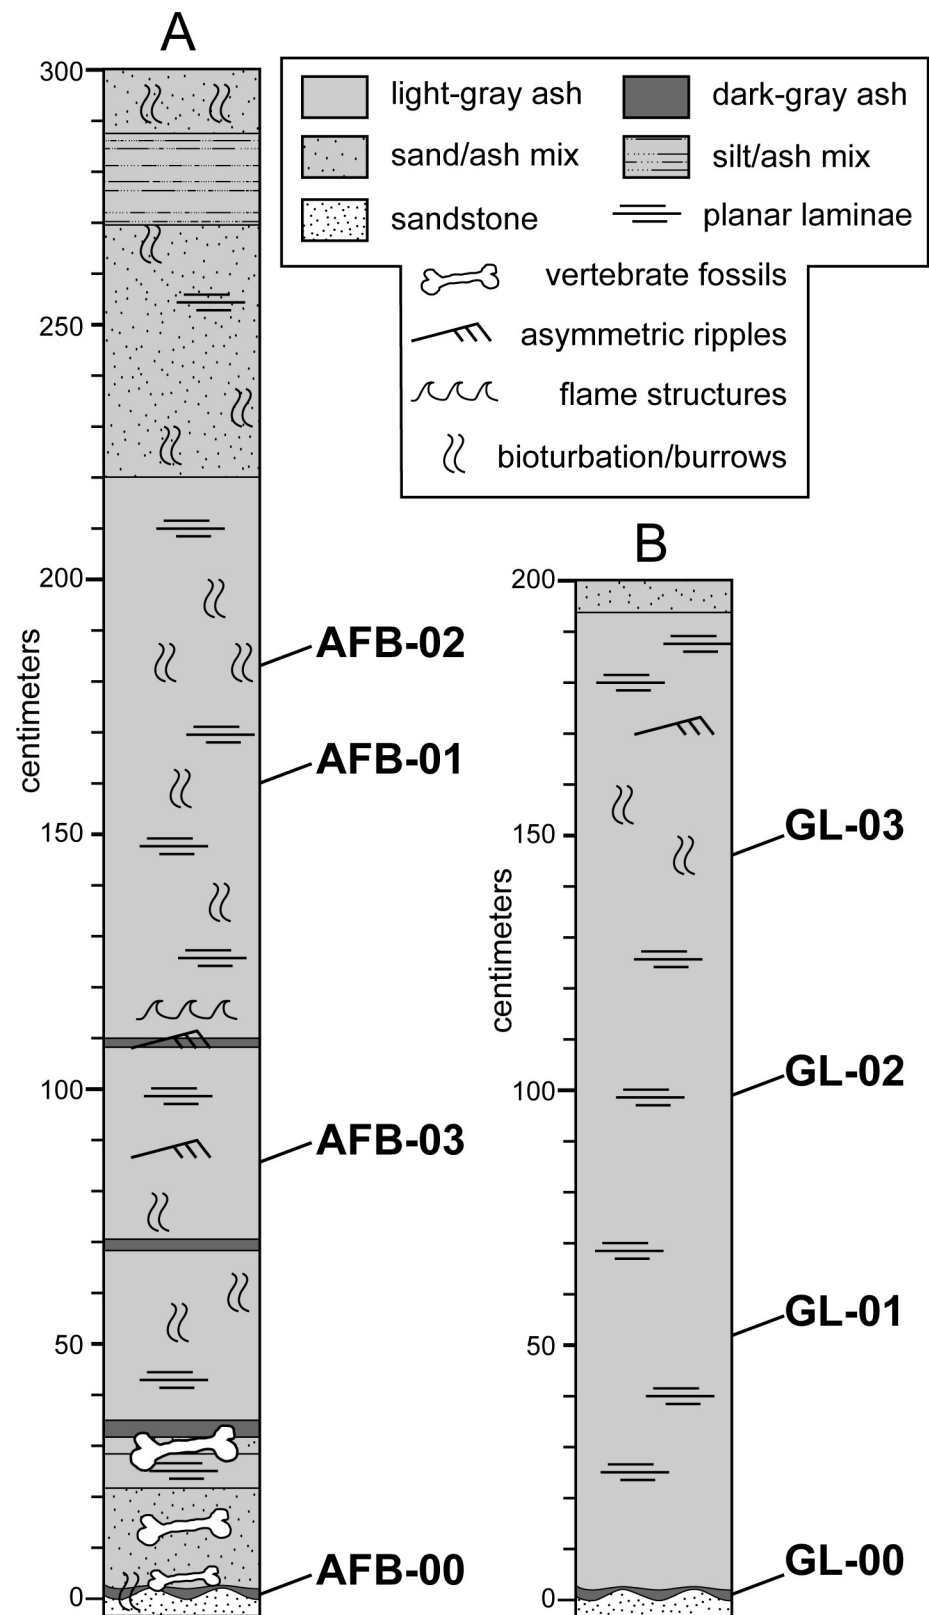 A
300
250
200
150
100
50
0
centimeters
light-gray ash
dark-gray ash
sand/ash mix
silt/ash mix
sandstone
planar laminae
vertebrate fossils
asymmetric ripples
flame structures
bioturbation/burrows
AFB-02
AFB-01
AFB-03
AFB-00
B
200
150
100
50
0
centimeters
GL-03
GL-02
GL-01
GL-00